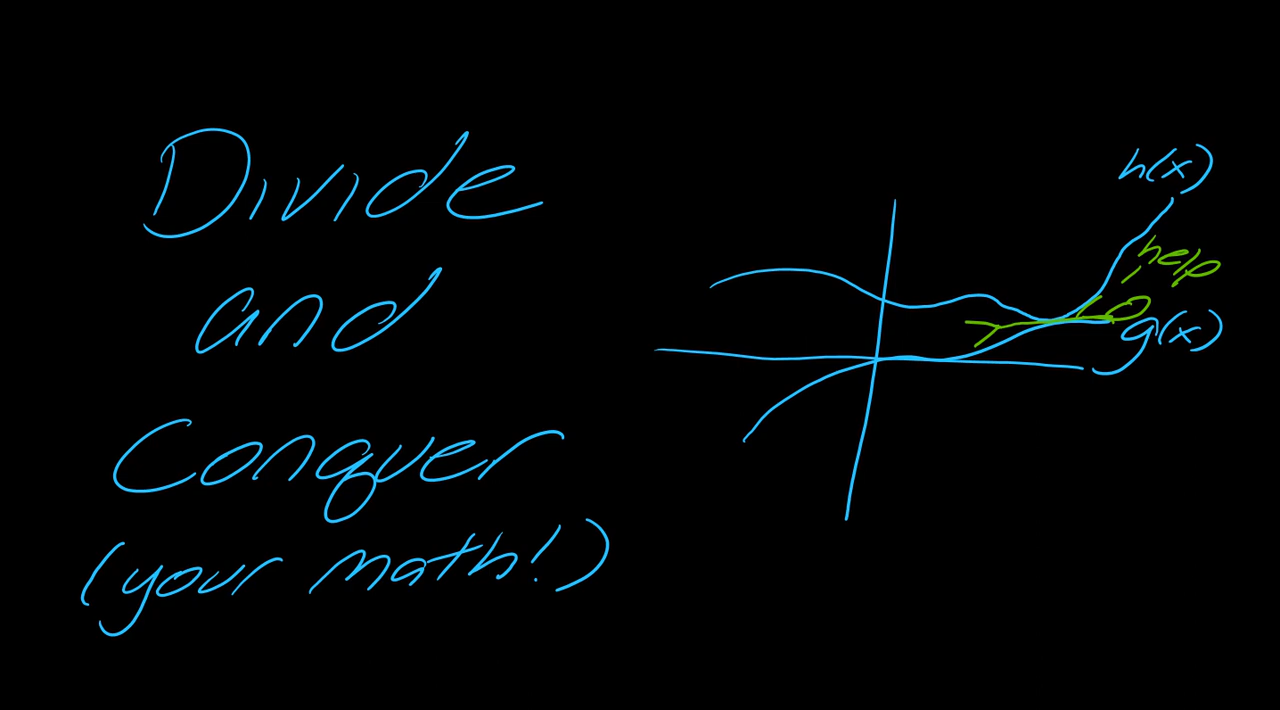 Divide
and
Conquer
(your math!)
h(x)
help
g(x)